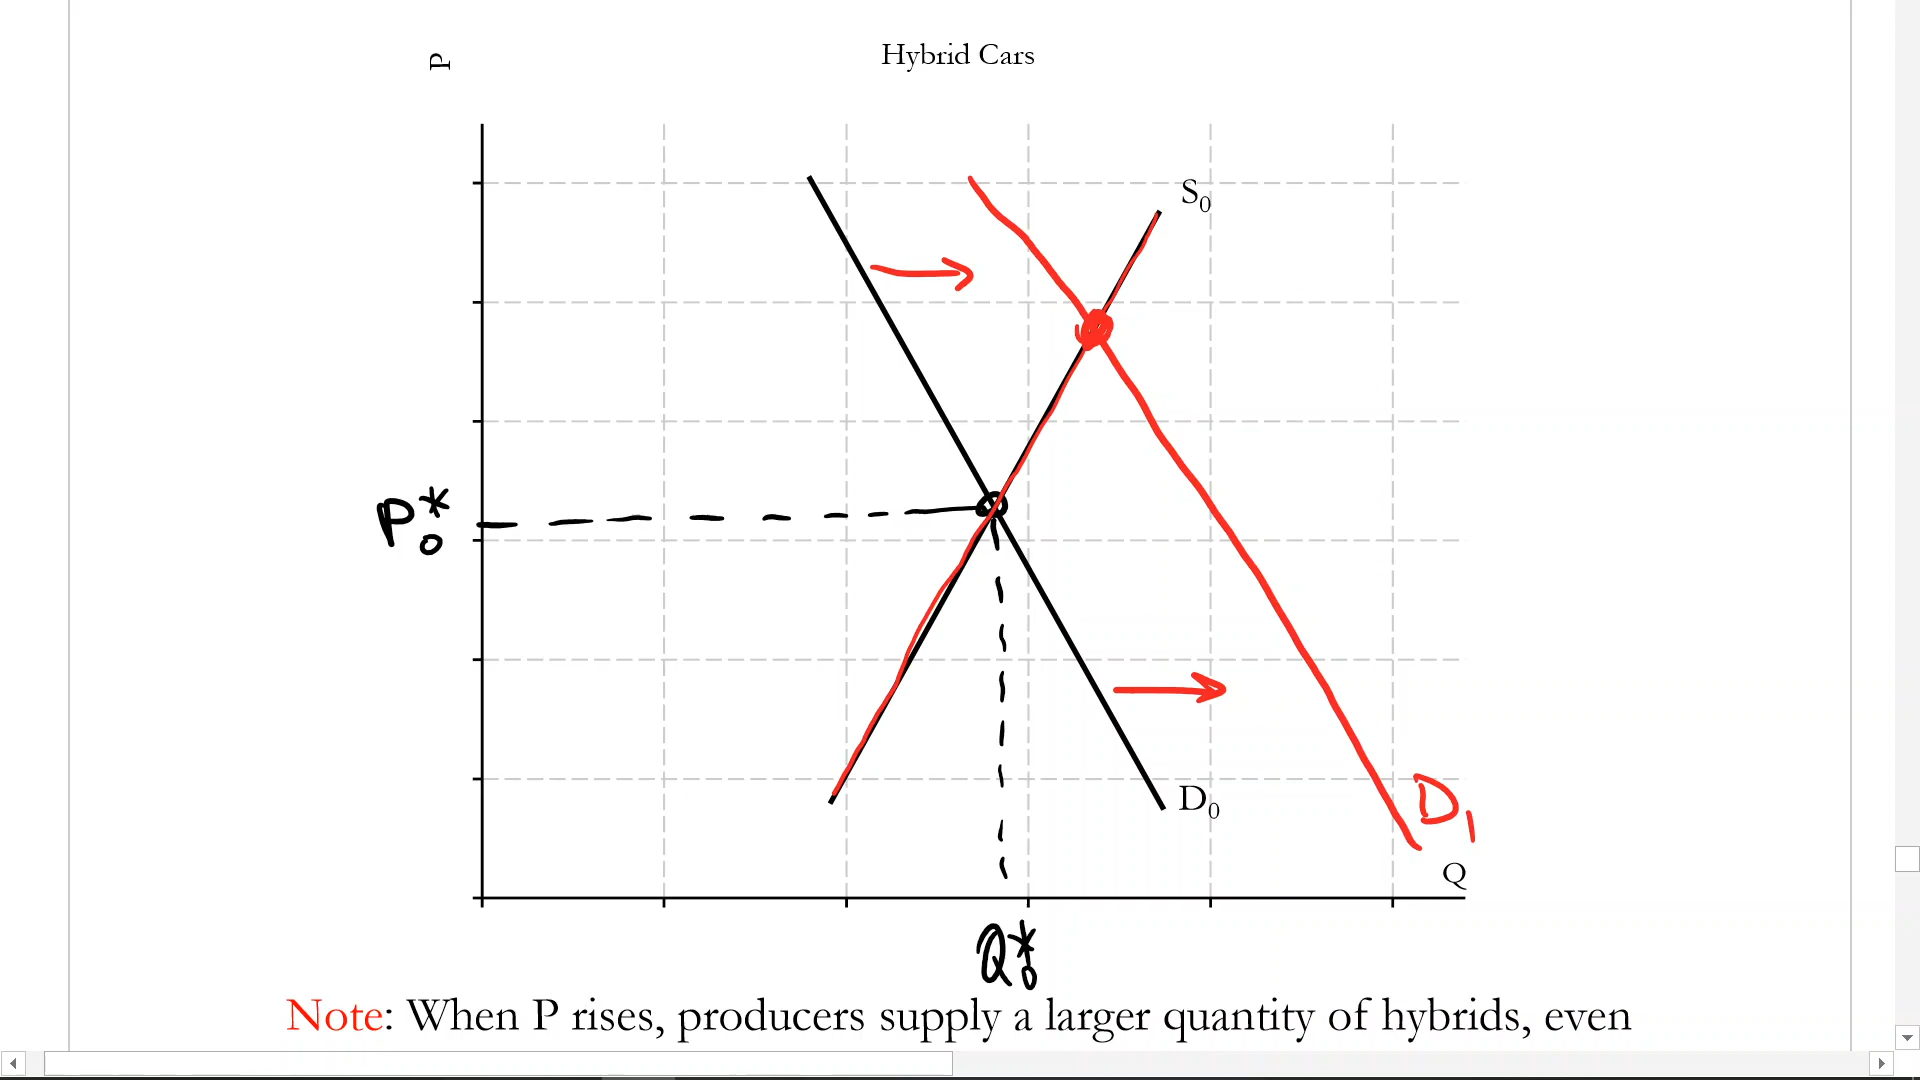 P
Hybrid Cars
S₀
P₀*
D₀
D₁
Q
Q₀*
Note: When P rises, producers supply a larger quantity of hybrids, even